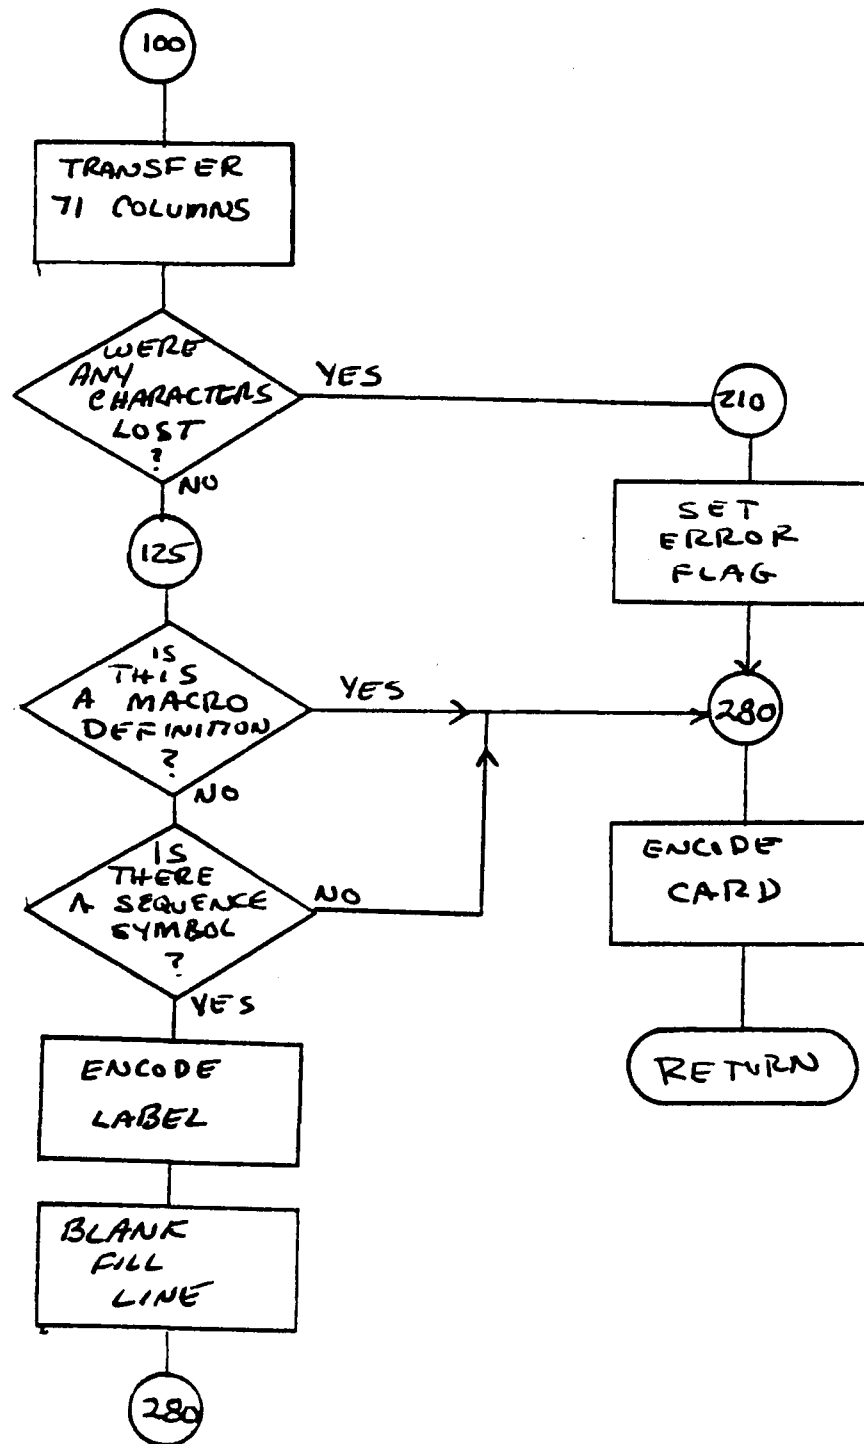 100
TRANSFER
71 COLUMNS
WERE
ANY
CHARACTERS
LOST
?
YES
NO
210
SET
ERROR
FLAG
125
IS
THIS
A MACRO
DEFINITION
?
YES
NO
280
ENCODE
CARD
RETURN
IS
THERE
A SEQUENCE
SYMBOL
?
NO
YES
ENCODE
LABEL
BLANK
FILL
LINE
280